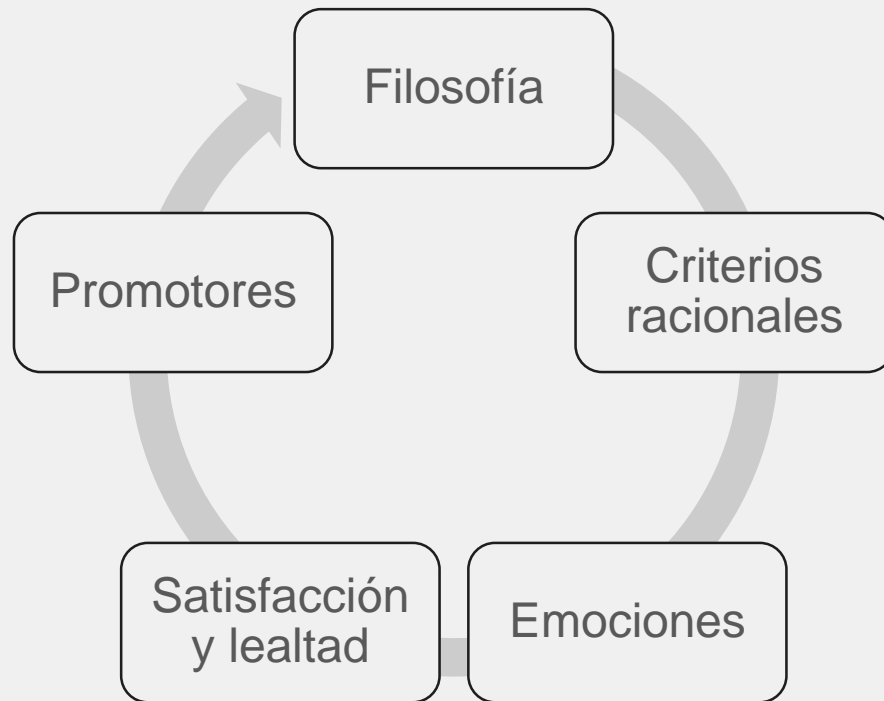 Filosofía
Criterios
racionales
Emociones
Satisfacción
y lealtad
Promotores